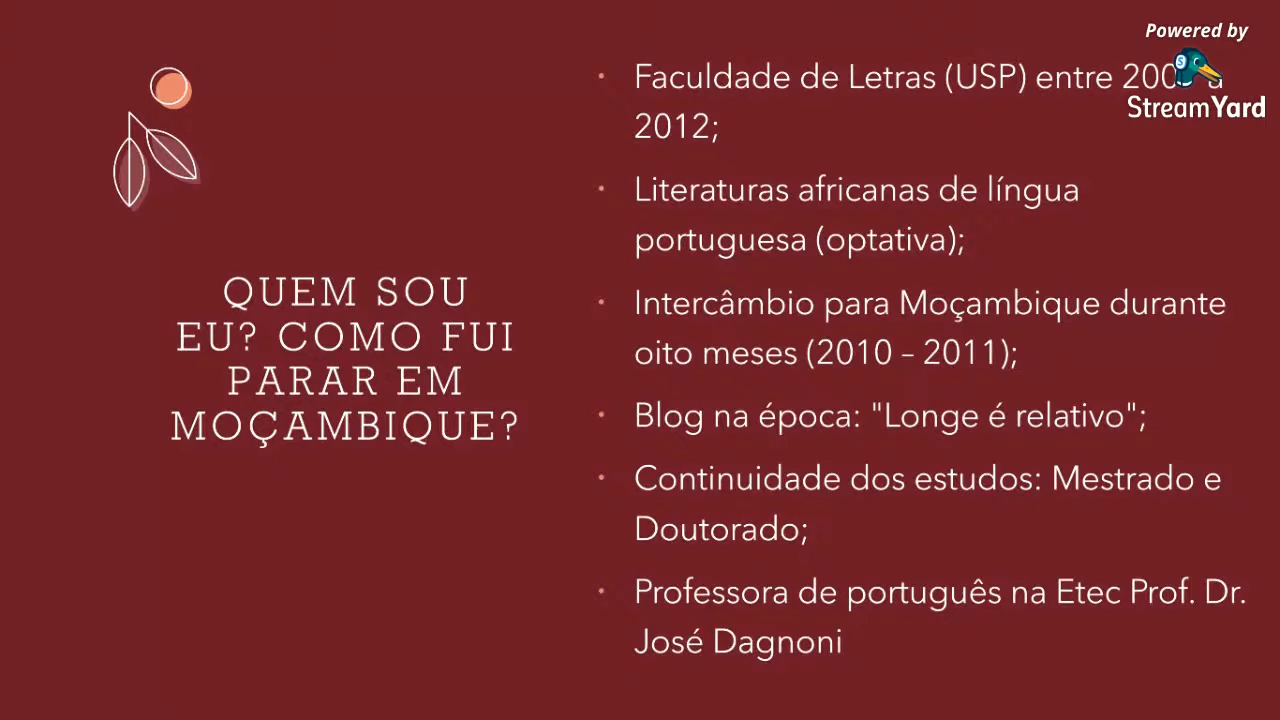 Powered by
StreamYard
QUEM SOU
EU? COMO FUI
PARAR EM
MOÇAMBIQUE?
Faculdade de Letras (USP) entre
2012;
Literaturas africanas de língua
portuguesa (optativa);
Intercâmbio para Moçambique durante
oito meses (2010 – 2011);
Blog na época: "Longe é relativo";
Continuidade dos estudos: Mestrado e
Doutorado;
Professora de português na Etec Prof. Dr.
José Dagnoni